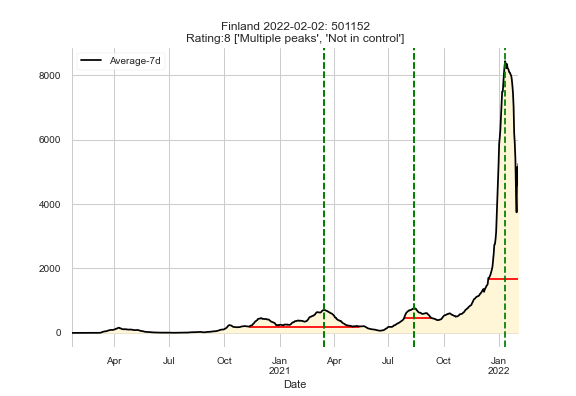 Finland 2022-02-02: 501152
Rating:8 ['Multiple peaks', 'Not in control']
Average-7d
8000
6000
4000
2000
0
Apr Jul Oct Jan Apr Jul Oct Jan
2021 2022
Date